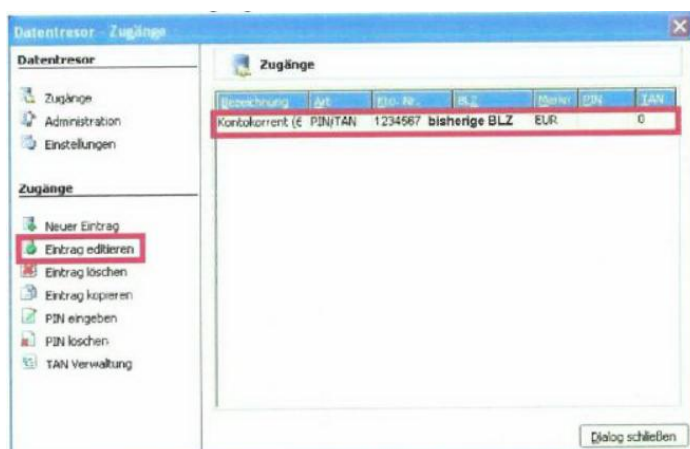 Datentresor - Zugänge
Datentresor
Zugänge
Administration
Einstellungen
Zugänge
Neuer Eintrag
Eintrag editieren
Eintrag löschen
Eintrag kopieren
PIN eingeben
PIN löschen
TAN Verwaltung
Zugänge
Bezeichnung Art Kto.-Nr. BLZ PIN TAN
Kontokorrent (6 PIN/TAN 1234567 bisherige BLZ EUR 0
Dialog schließen